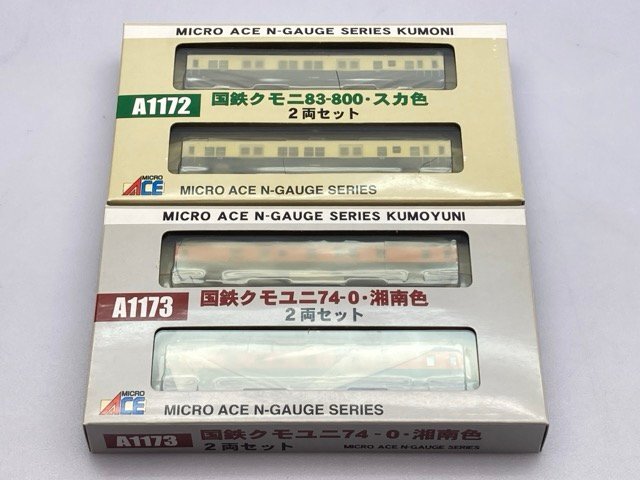 MICRO ACE N-GAUGE SERIES KUMONI
A1172
国鉄クモニ83-800・スカ色
2両セット
MICRO ACE
MICRO ACE N-GAUGE SERIES
MICRO ACE N-GAUGE SERIES KUMOYUNI
A1173
国鉄クモユニ74-0・湘南色
2両セット
MICRO ACE
MICRO ACE N-GAUGE SERIES
A1173
国鉄クモユニ74-0・湘南色
2両セット
MICRO ACE N-GAUGE SERIES